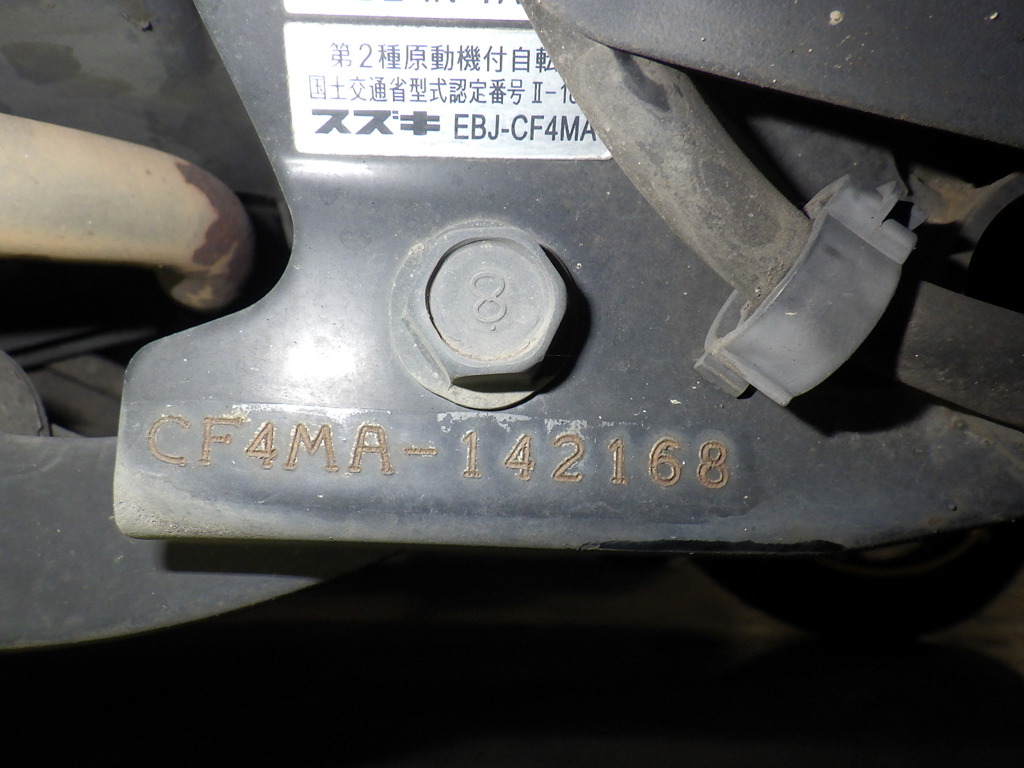 第2種原動機付自転
国土交通省型式認定番号 Ⅱ-1
スズキ EBJ-CF4MA
8
CF4MA-142168